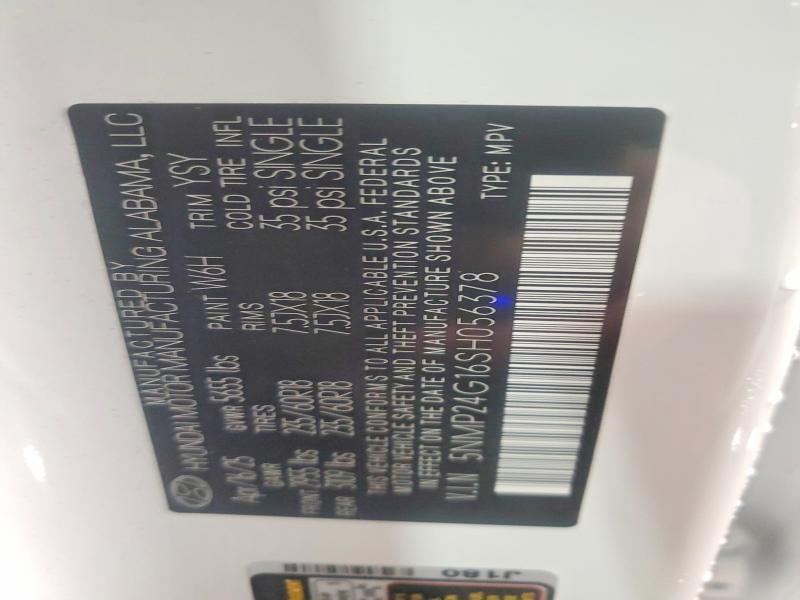 MANUFACTURED BY
HYUNDAI MOTOR MANUFACTURING ALABAMA, LLC
Apr/16/25 GVWR 5655 lbs PAINT W6H TRIM YSY
GAWR TIRES RMS COLD TIRE INFL
FRONT lbs 235/60R18 7.5JX18 35 psi SINGLE
REAR lbs 235/60R18 7.5JX18 35 psi SINGLE
THIS VEHICLE CONFORMS TO ALL APPLICABLE U.S.A. FEDERAL
MOTOR VEHICLE SAFETY AND THEFT PREVENTION STANDARDS
IN EFFECT ON THE DATE OF MANUFACTURE SHOWN ABOVE
V.I.N 5NMP24G16SH056378 TYPE: MPV
J180